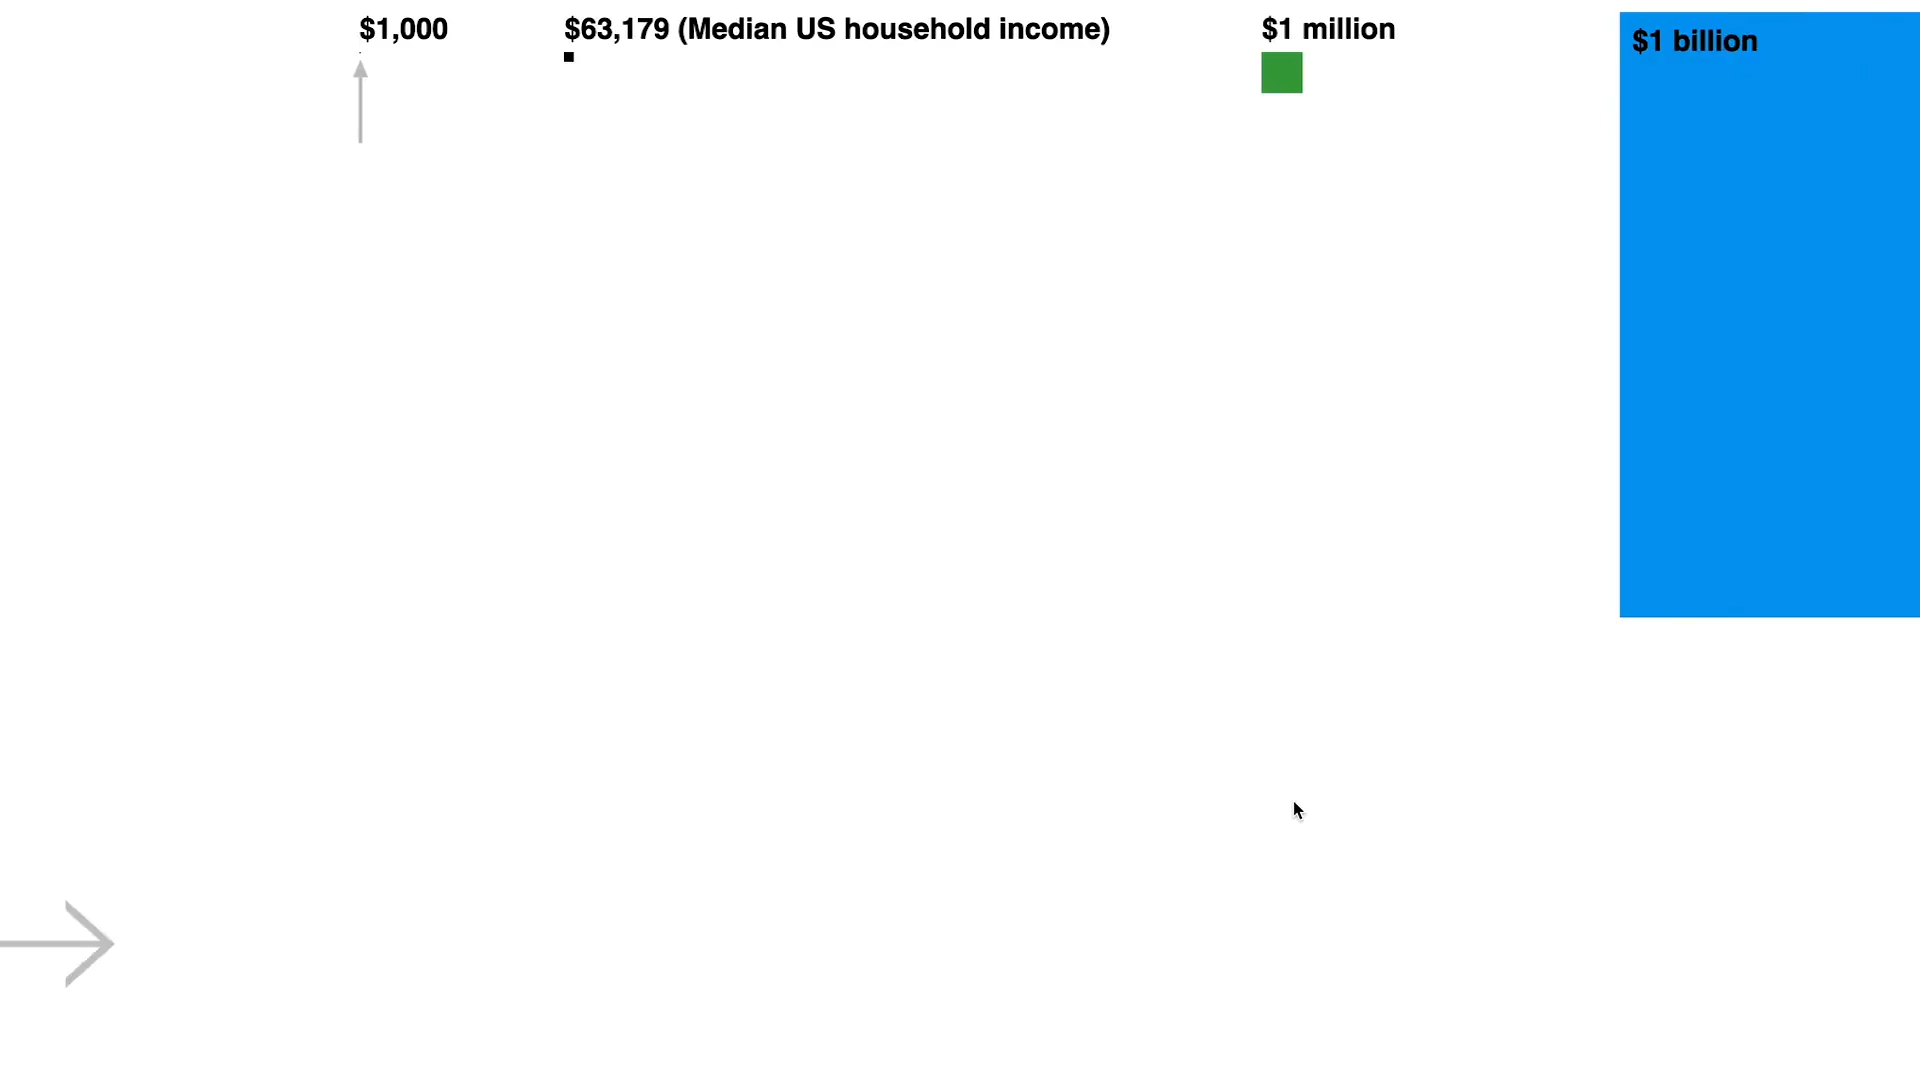 $1,000
$63,179 (Median US household income)
$1 million
$1 billion